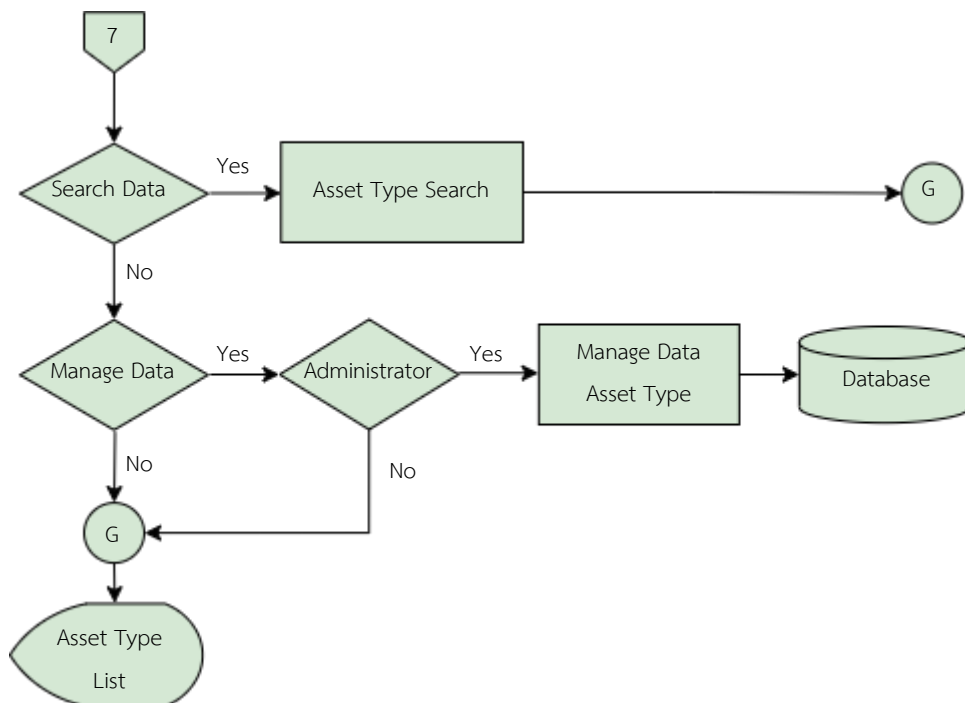 7
Search Data
Yes
Asset Type Search
G
No
Manage Data
Yes
Administrator
Yes
Manage Data
Asset Type
Database
No
No
G
Asset Type
List